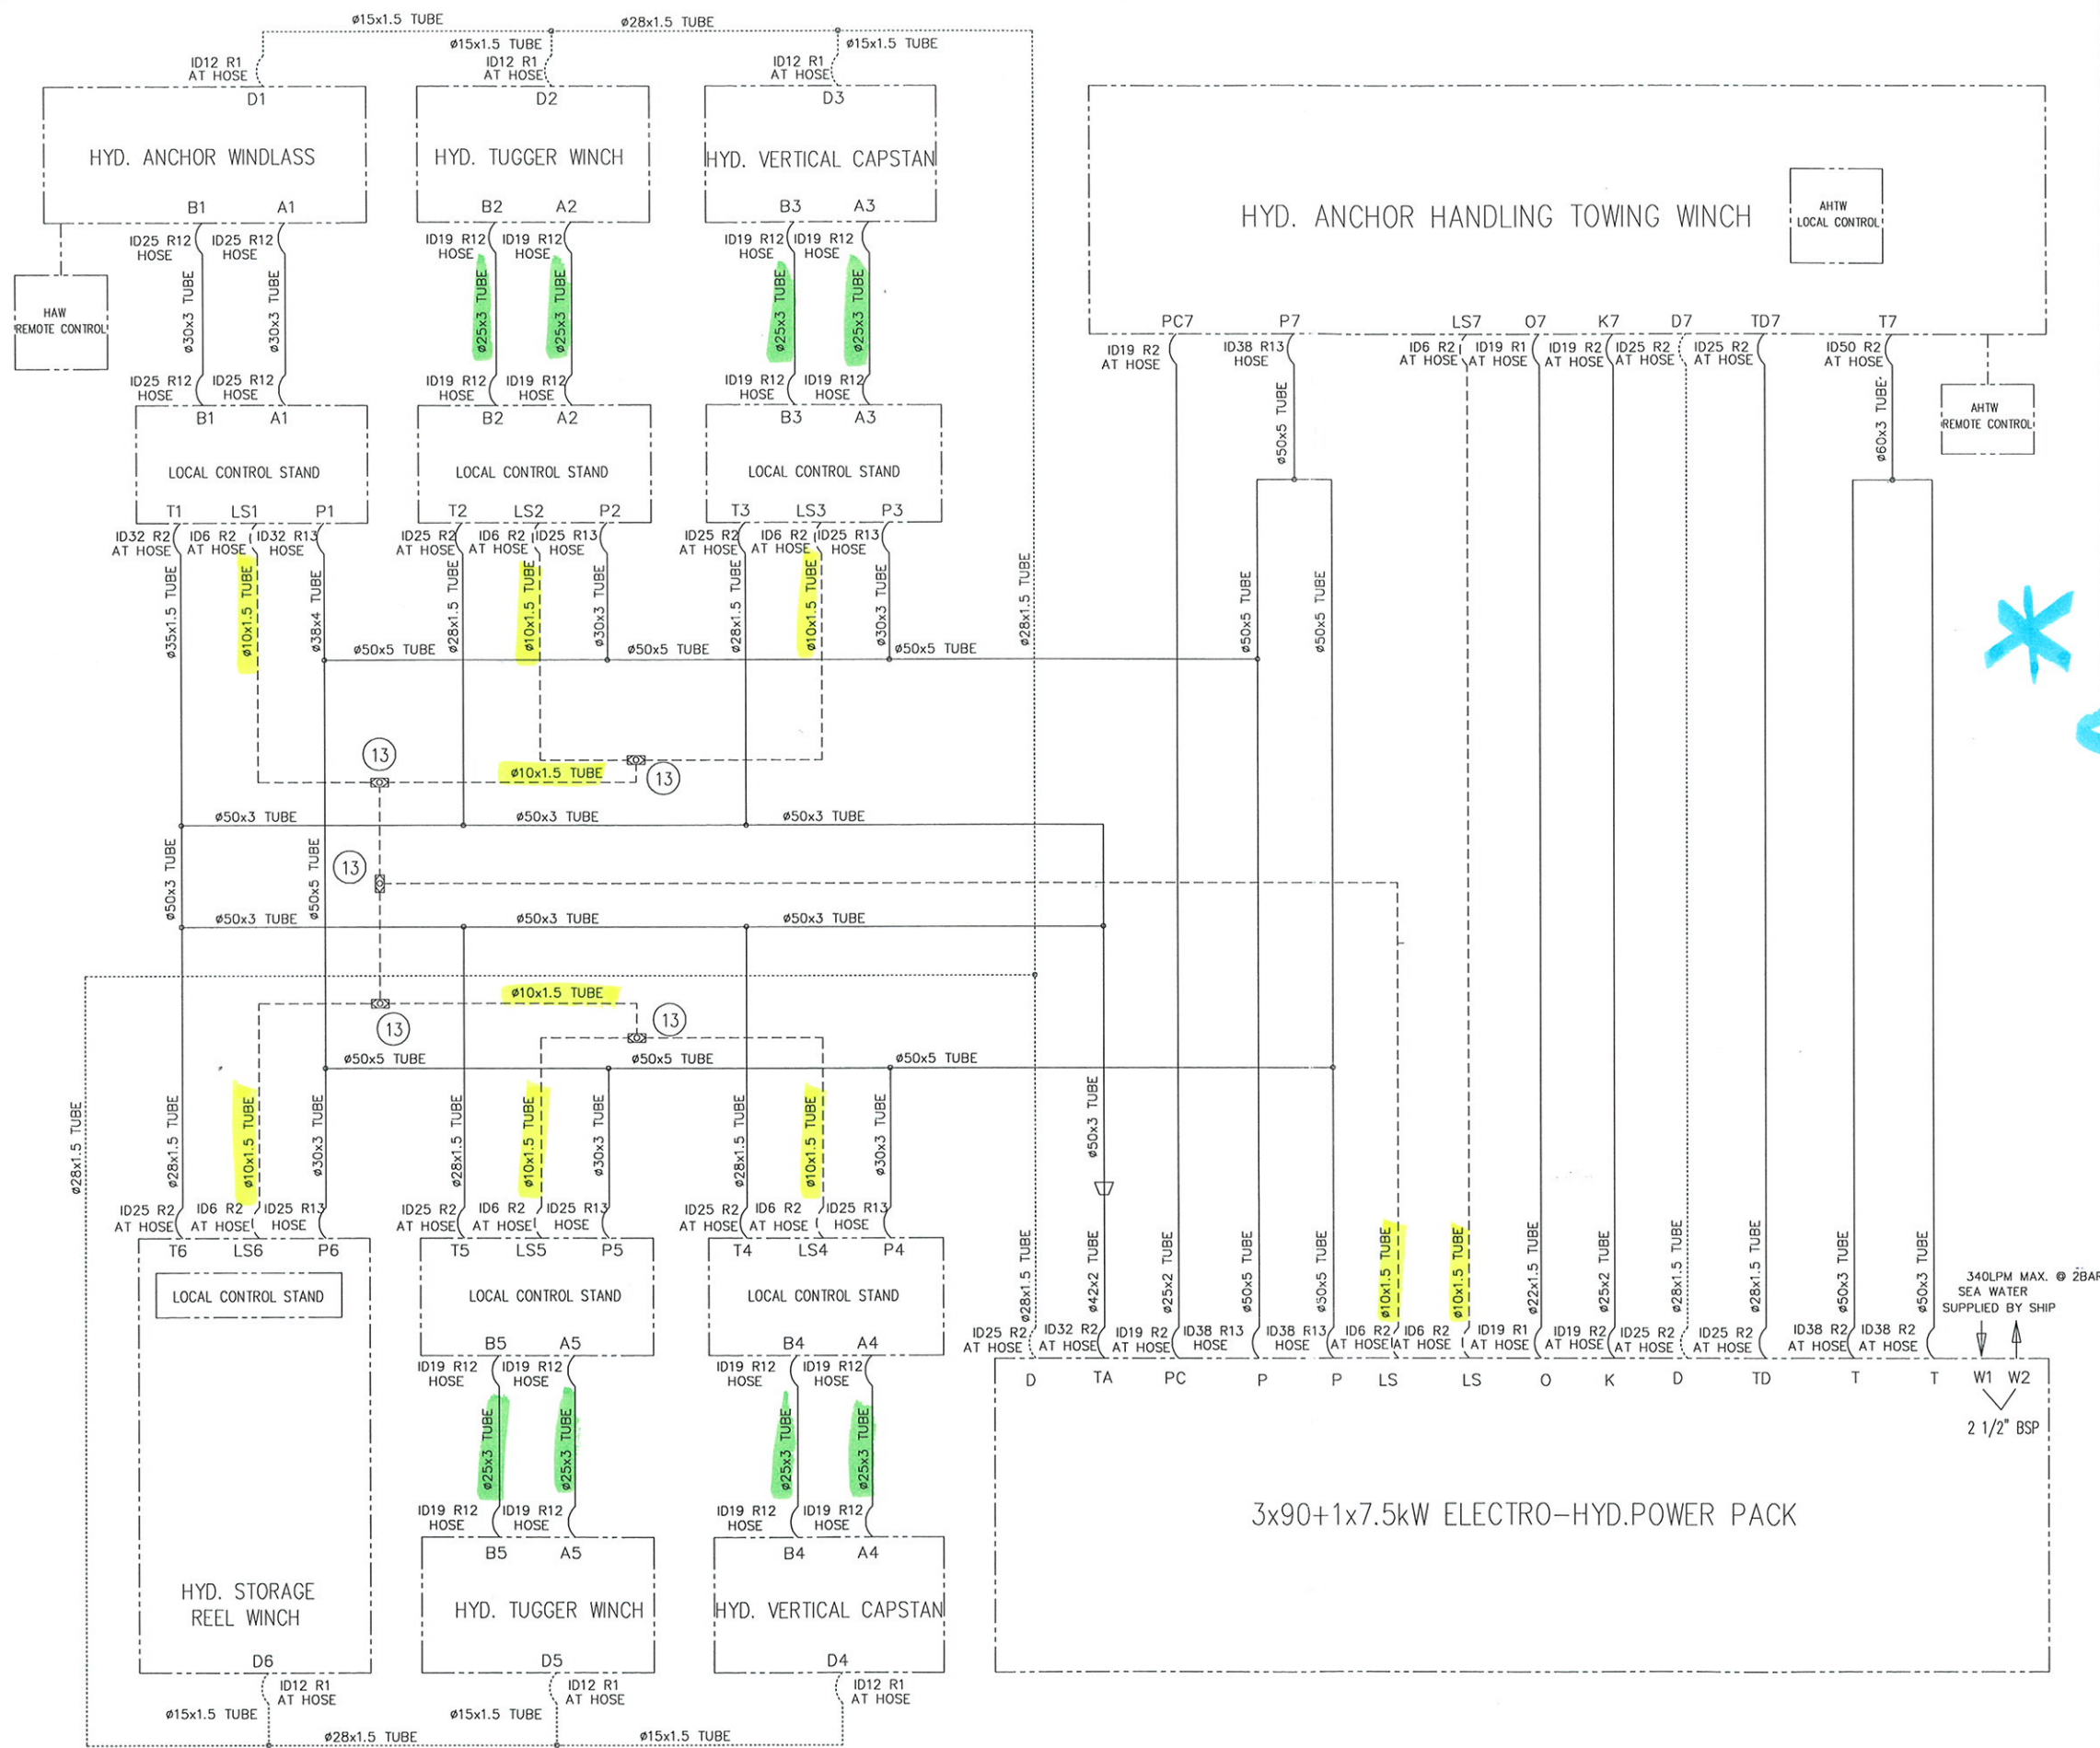 ø15x1.5 TUBE
ø28x1.5 TUBE
ø15x1.5 TUBE
ø15x1.5 TUBE
ID12 R1
AT HOSE
ID12 R1
AT HOSE
ID12 R1
AT HOSE
D1
D2
D3
HYD. ANCHOR WINDLASS
HYD. TUGGER WINCH
HYD. VERTICAL CAPSTAN
B1
A1
B2
A2
B3
A3
ID25 R12
HOSE
ID25 R12
HOSE
ID19 R12
HOSE
ID19 R12
HOSE
ID19 R12
HOSE
ID19 R12
HOSE
HAW
REMOTE CONTROL
ø30x3 TUBE
ø30x3 TUBE
ø25x3 TUBE
ø25x3 TUBE
ø25x3 TUBE
ø25x3 TUBE
ID25 R12
HOSE
ID25 R12
HOSE
ID19 R12
HOSE
ID19 R12
HOSE
ID19 R12
HOSE
ID19 R12
HOSE
B1
A1
B2
A2
B3
A3
LOCAL CONTROL STAND
LOCAL CONTROL STAND
LOCAL CONTROL STAND
T1
LS1
P1
T2
LS2
P2
T3
LS3
P3
ID32 R2
AT HOSE
ID6 R2
AT HOSE
ID32 R13
HOSE
ID25 R2
AT HOSE
ID6 R2
AT HOSE
ID25 R13
HOSE
ID25 R2
AT HOSE
ID6 R2
AT HOSE
ID25 R13
HOSE
ø35x1.5 TUBE
ø10x1.5 TUBE
ø38x4 TUBE
ø28x1.5 TUBE
ø10x1.5 TUBE
ø30x3 TUBE
ø28x1.5 TUBE
ø10x1.5 TUBE
ø30x3 TUBE
ø28x1.5 TUBE
ø50x5 TUBE
ø50x5 TUBE
ø50x5 TUBE
13
ø10x1.5 TUBE
13
ø50x3 TUBE
ø50x3 TUBE
ø50x3 TUBE
ø50x3 TUBE
ø50x5 TUBE
13
ø50x3 TUBE
ø50x3 TUBE
ø50x3 TUBE
ø10x1.5 TUBE
13
13
ø50x5 TUBE
ø50x5 TUBE
ø50x5 TUBE
ø28x1.5 TUBE
ø28x1.5 TUBE
ø10x1.5 TUBE
ø30x3 TUBE
ø28x1.5 TUBE
ø10x1.5 TUBE
ø30x3 TUBE
ø28x1.5 TUBE
ø10x1.5 TUBE
ø30x3 TUBE
ID25 R2
AT HOSE
ID6 R2
AT HOSE
ID25 R13
HOSE
ID25 R2
AT HOSE
ID6 R2
AT HOSE
ID25 R13
HOSE
ID25 R2
AT HOSE
ID6 R2
AT HOSE
ID25 R13
HOSE
T6
LS6
P6
T5
LS5
P5
T4
LS4
P4
LOCAL CONTROL STAND
LOCAL CONTROL STAND
LOCAL CONTROL STAND
B5
A5
B4
A4
ID19 R12
HOSE
ID19 R12
HOSE
ID19 R12
HOSE
ID19 R12
HOSE
ø25x3 TUBE
ø25x3 TUBE
ø25x3 TUBE
ø25x3 TUBE
ID19 R12
HOSE
ID19 R12
HOSE
ID19 R12
HOSE
ID19 R12
HOSE
B5
A5
B4
A4
HYD. STORAGE
REEL WINCH
HYD. TUGGER WINCH
HYD. VERTICAL CAPSTAN
D6
D5
D4
ID12 R1
AT HOSE
ID12 R1
AT HOSE
ID12 R1
AT HOSE
ø15x1.5 TUBE
ø15x1.5 TUBE
ø28x1.5 TUBE
ø15x1.5 TUBE
HYD. ANCHOR HANDLING TOWING WINCH
AHTW
LOCAL CONTROL
PC7
P7
LS7
O7
K7
D7
TD7
T7
ID19 R2
AT HOSE
ID38 R13
HOSE
ID6 R2
AT HOSE
ID19 R1
AT HOSE
ID19 R2
AT HOSE
ID25 R2
AT HOSE
ID25 R2
AT HOSE
ID50 R2
AT HOSE
AHTW
REMOTE CONTROL
ø50x5 TUBE
ø60x3 TUBE
ø50x5 TUBE
ø50x5 TUBE
ø50x3 TUBE
ø28x1.5 TUBE
ø42x2 TUBE
ø25x2 TUBE
ø50x5 TUBE
ø50x5 TUBE
ø10x1.5 TUBE
ø10x1.5 TUBE
ø22x1.5 TUBE
ø25x2 TUBE
ø28x1.5 TUBE
ø28x1.5 TUBE
ø50x3 TUBE
ø50x3 TUBE
340LPM MAX. @ 2BAR
SEA WATER
SUPPLIED BY SHIP
ID25 R2
AT HOSE
ID32 R2
AT HOSE
ID19 R2
AT HOSE
ID38 R13
HOSE
ID38 R13
HOSE
ID6 R2
AT HOSE
ID6 R2
AT HOSE
ID19 R1
AT HOSE
ID19 R2
AT HOSE
ID25 R2
AT HOSE
ID25 R2
AT HOSE
ID38 R2
AT HOSE
ID38 R2
AT HOSE
D
TA
PC
P
P
LS
LS
O
K
D
TD
T
T
W1
W2
2 1/2" BSP
3x90+1x7.5kW ELECTRO-HYD.POWER PACK